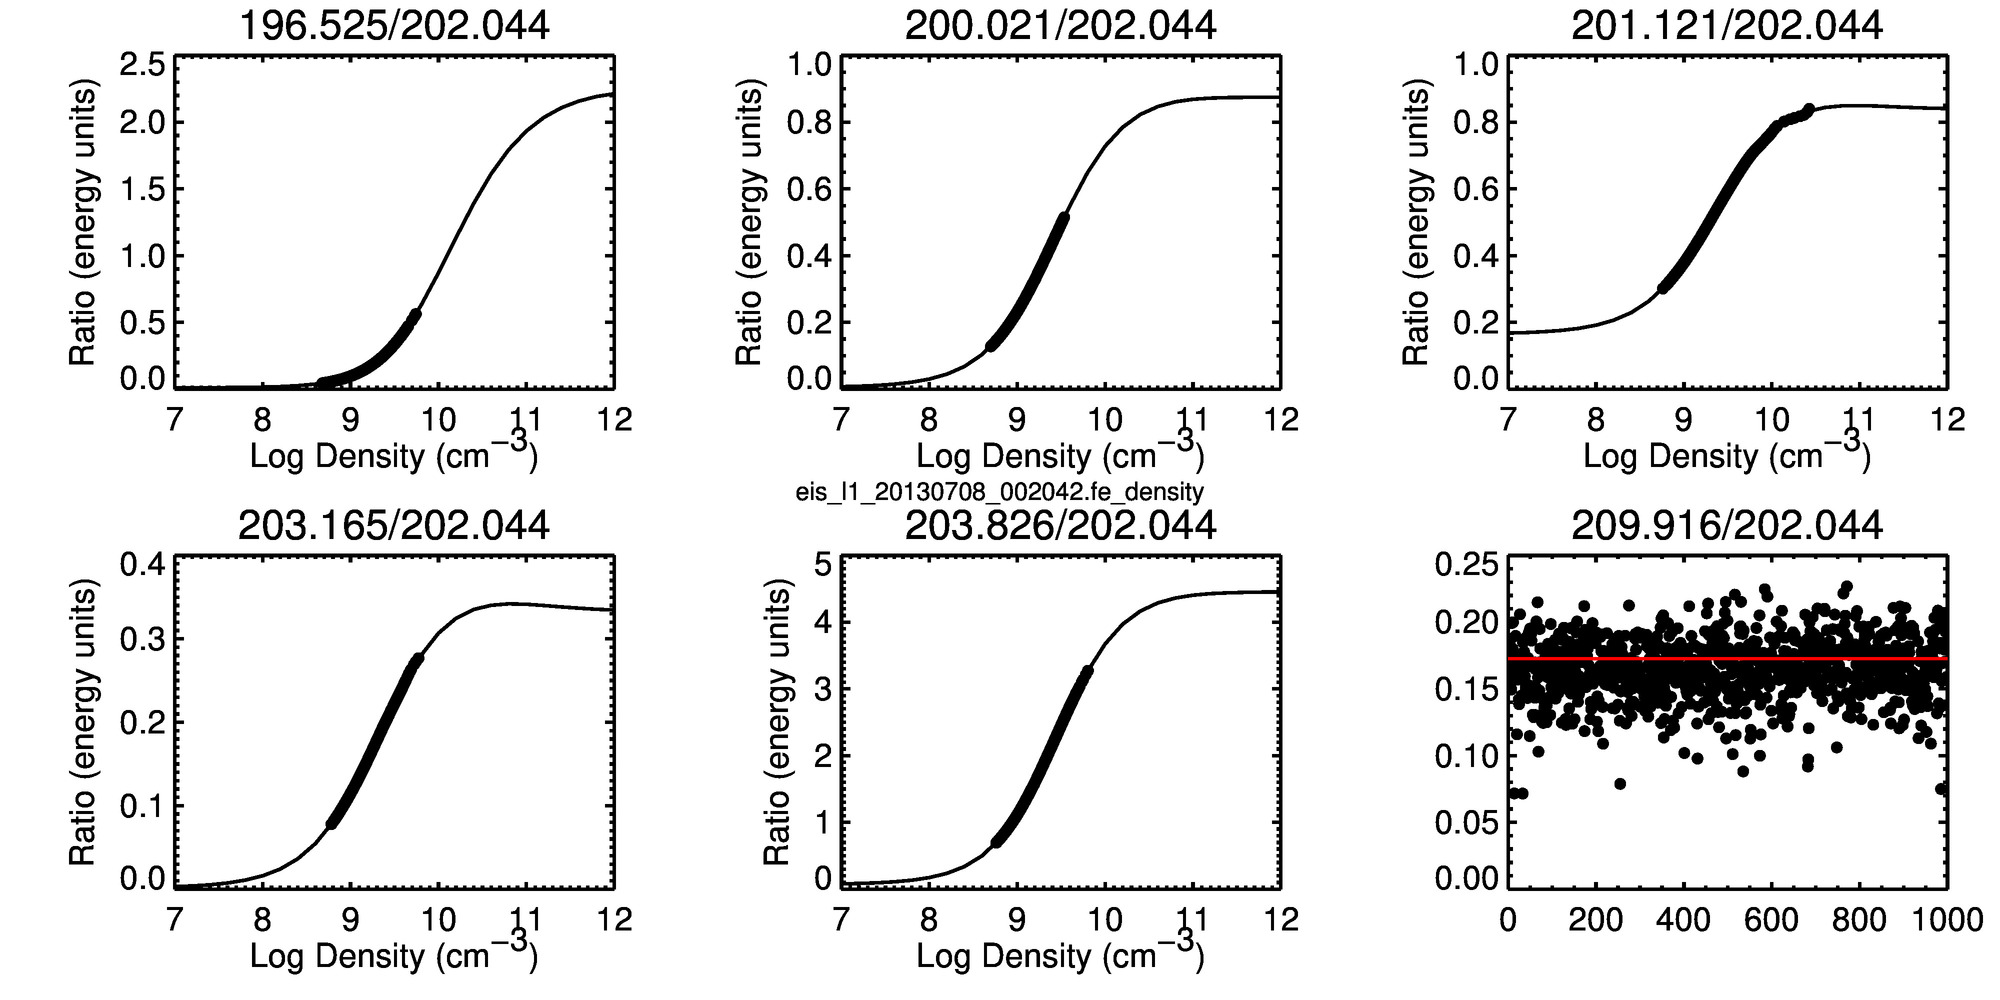 196.525/202.044
200.021/202.044
201.121/202.044
Ratio (energy units)
2.5
2.0
1.5
1.0
0.5
0.0
7 8 9 10 11 12
Log Density (cm−3)
Ratio (energy units)
1.0
0.8
0.6
0.4
0.2
0.0
7 8 9 10 11 12
Log Density (cm−3)
Ratio (energy units)
1.0
0.8
0.6
0.4
0.2
0.0
7 8 9 10 11 12
Log Density (cm−3)
eis_l1_20130708_002042.fe_density
203.165/202.044
203.826/202.044
209.916/202.044
Ratio (energy units)
0.4
0.3
0.2
0.1
0.0
7 8 9 10 11 12
Log Density (cm−3)
Ratio (energy units)
5
4
3
2
1
0
7 8 9 10 11 12
Log Density (cm−3)
Ratio (energy units)
0.25
0.20
0.15
0.10
0.05
0.00
0 200 400 600 800 1000